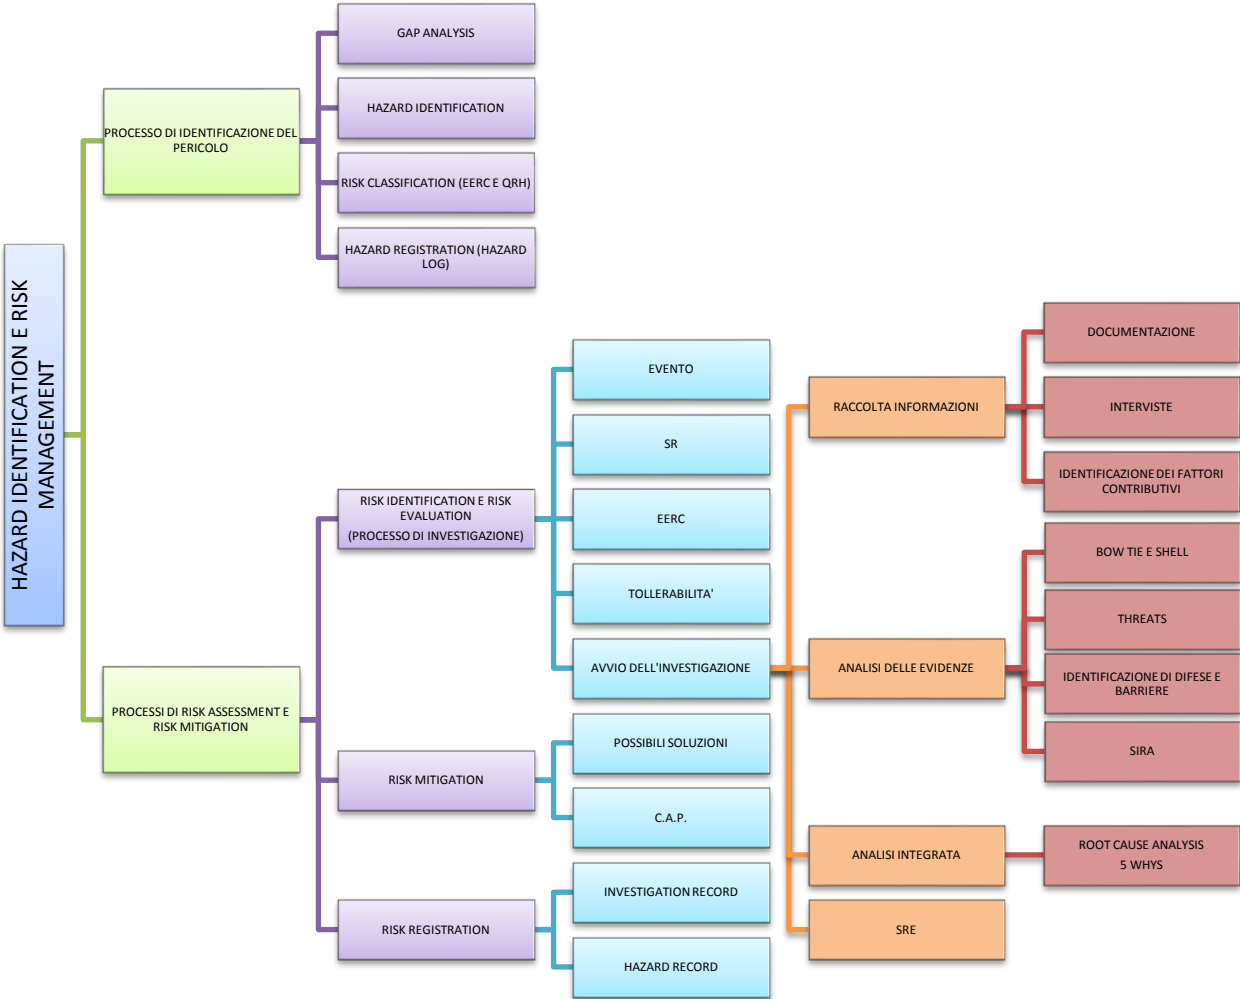 HAZARD IDENTIFICATION E RISK
MANAGEMENT
PROCESSO DI IDENTIFICAZIONE DEL
PERICOLO
GAP ANALYSIS
HAZARD IDENTIFICATION
RISK CLASSIFICATION (EERC E QRH)
HAZARD REGISTRATION (HAZARD
LOG)
PROCESSI DI RISK ASSESSMENT E
RISK MITIGATION
RISK IDENTIFICATION E RISK
EVALUATION
(PROCESSO DI INVESTIGAZIONE)
EVENTO
SR
EERC
TOLLERABILITA'
AVVIO DELL'INVESTIGAZIONE
RACCOLTA INFORMAZIONI
DOCUMENTAZIONE
INTERVISTE
IDENTIFICAZIONE DEI FATTORI
CONTRIBUTIVI
ANALISI DELLE EVIDENZE
BOW TIE E SHELL
THREATS
IDENTIFICAZIONE DI DIFESE E
BARRIERE
SIRA
ANALISI INTEGRATA
ROOT CAUSE ANALYSIS
5 WHYS
SRE
RISK MITIGATION
POSSIBILI SOLUZIONI
C.A.P.
RISK REGISTRATION
INVESTIGATION RECORD
HAZARD RECORD